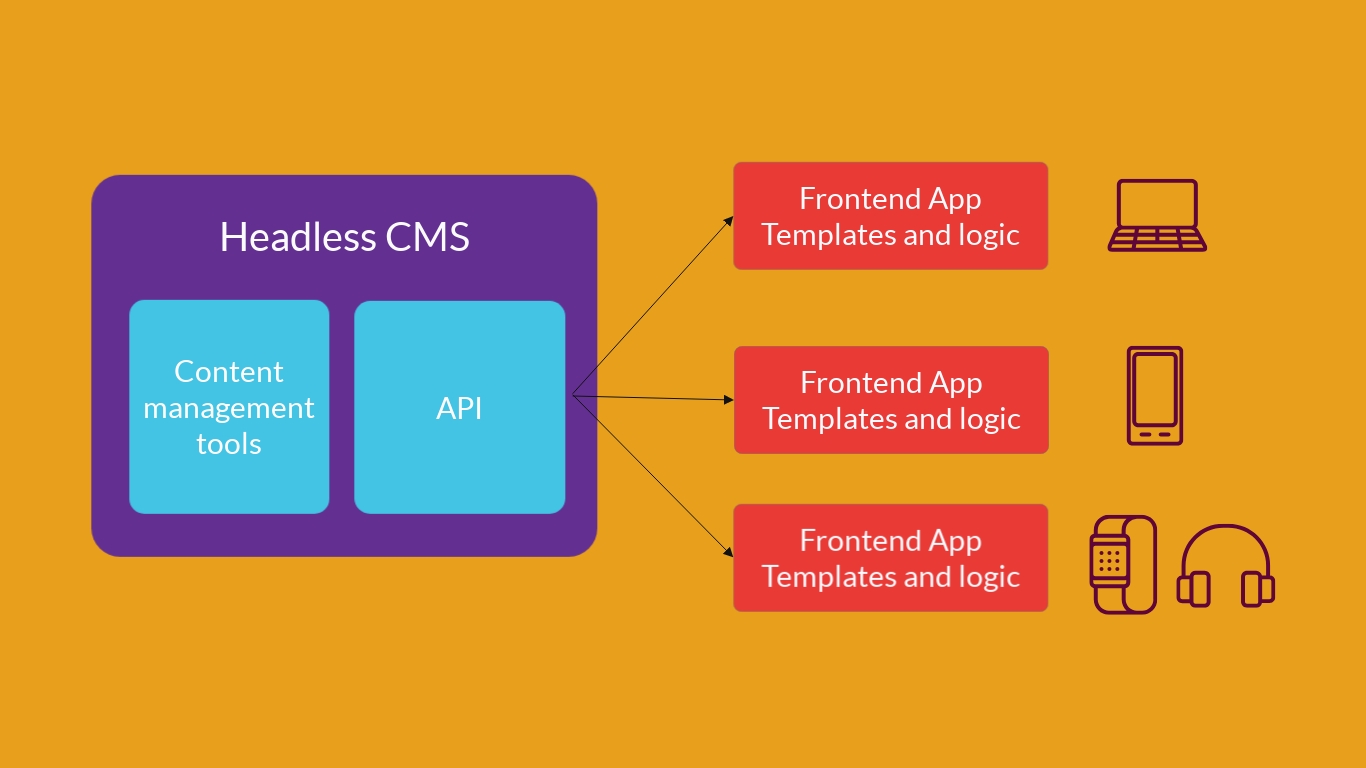 Headless CMS
Content
management
tools
API
Frontend App
Templates and logic
Frontend App
Templates and logic
Frontend App
Templates and logic